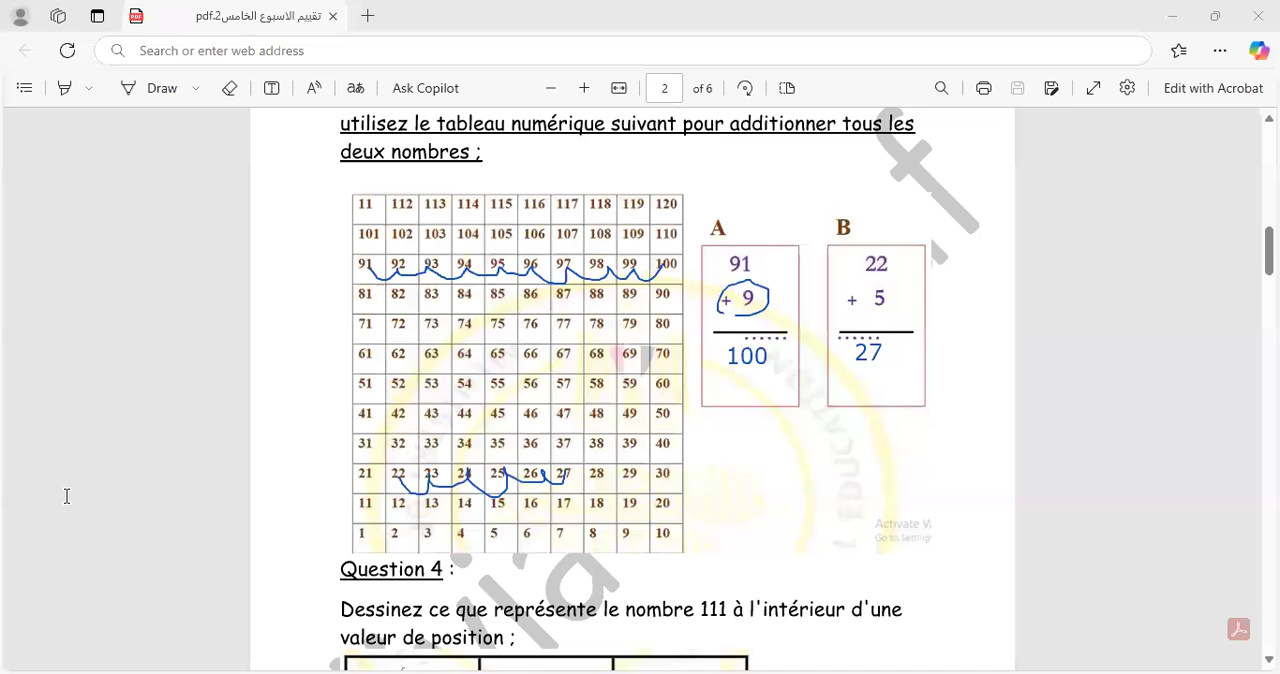 تقييم الاسبوع الخامس2.pdf
Search or enter web address
Draw
Ask Copilot
2 of 6
Edit with Acrobat
utilisez le tableau numérique suivant pour additionner tous les
deux nombres ;
11 112 113 114 115 116 117 118 119 120
101 102 103 104 105 106 107 108 109 110
91 92 93 94 95 96 97 98 99 100
81 82 83 84 85 86 87 88 89 90
71 72 73 74 75 76 77 78 79 80
61 62 63 64 65 66 67 68 69 70
51 52 53 54 55 56 57 58 59 60
41 42 43 44 45 46 47 48 49 50
31 32 33 34 35 36 37 38 39 40
21 22 23 24 25 26 27 28 29 30
11 12 13 14 15 16 17 18 19 20
1 2 3 4 5 6 7 8 9 10
A
91
+ 9
100
B
22
+ 5
27
Activate W
Go to Setting
Question 4 :
Dessinez ce que représente le nombre 111 à l'intérieur d'une
valeur de position ;